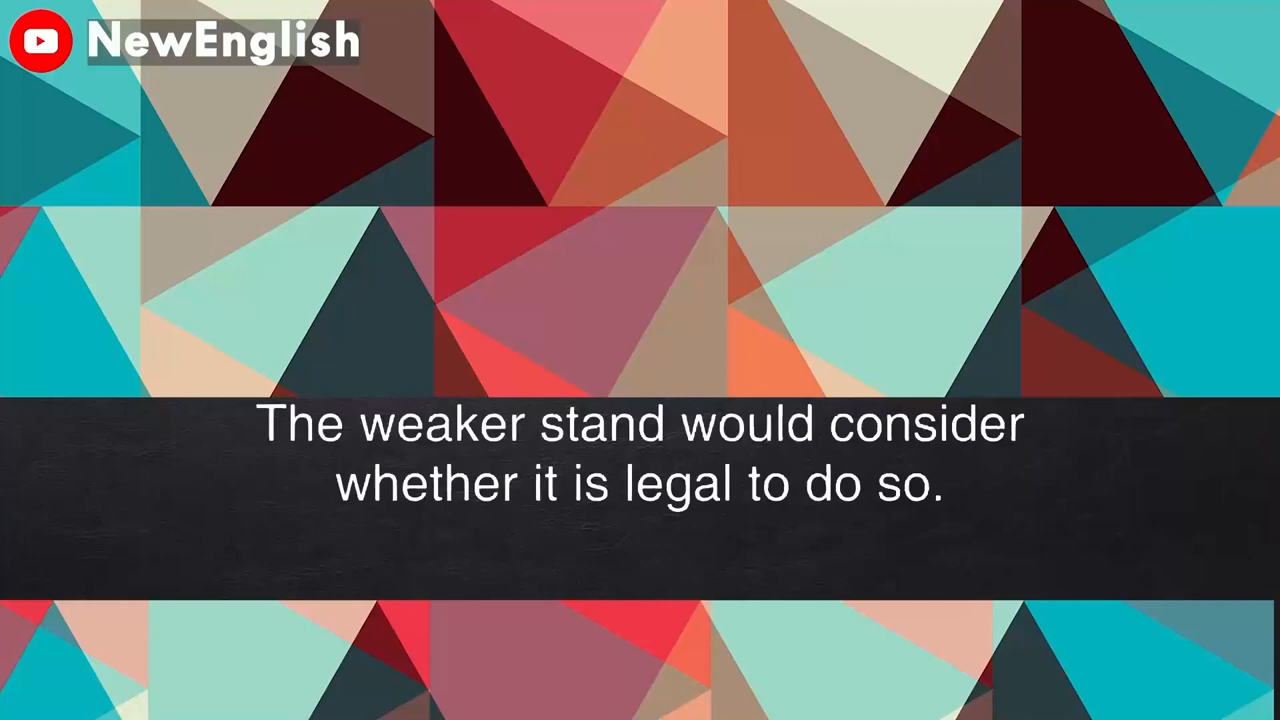 NewEnglish
The weaker stand would consider
whether it is legal to do so.